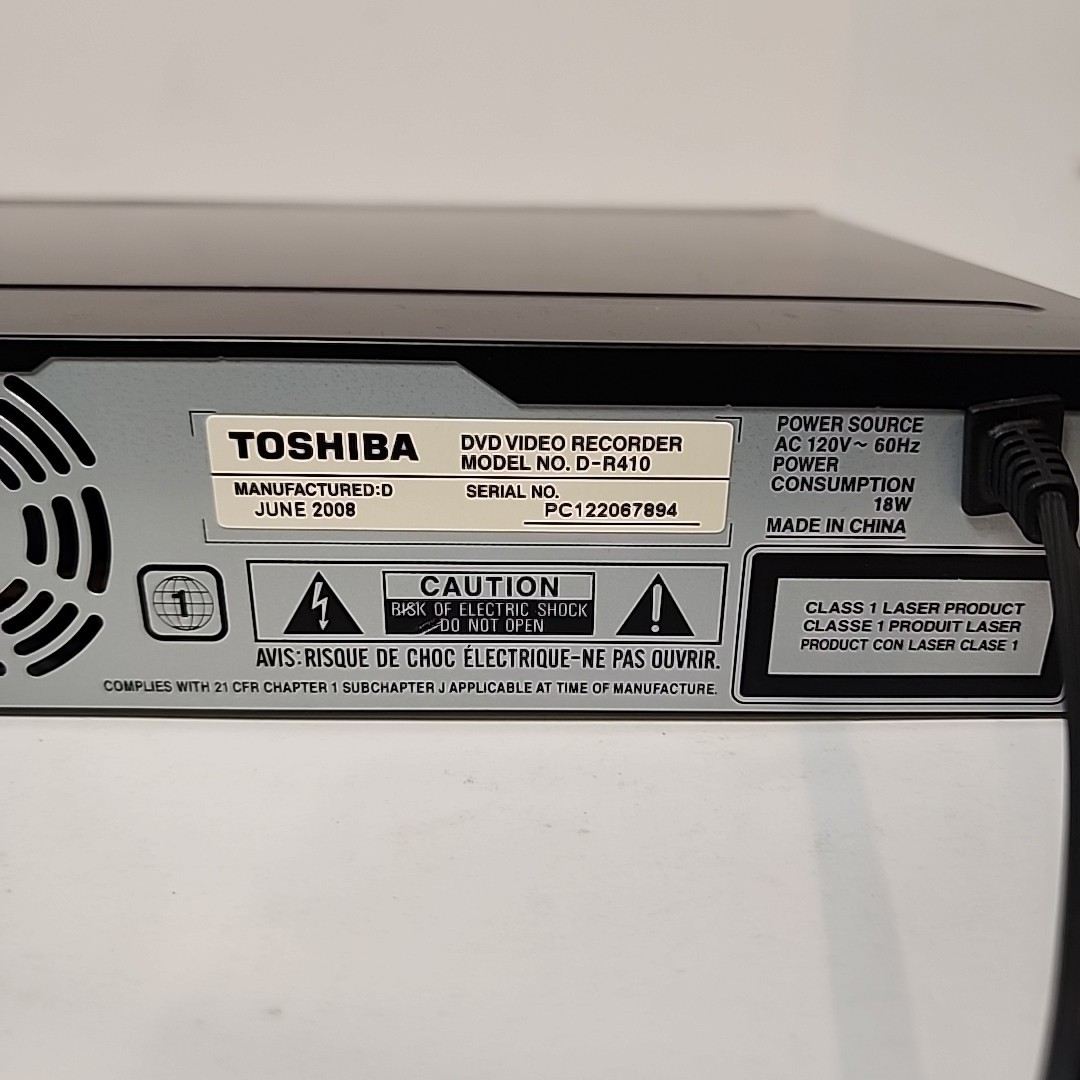 TOSHIBA
DVD VIDEO RECORDER
MODEL NO. D-R410
MANUFACTURED:D
JUNE 2008
SERIAL NO.
PC122067894
POWER SOURCE
AC 120V~ 60Hz
POWER
CONSUMPTION
18W
MADE IN CHINA
1
CAUTION
RISK OF ELECTRIC SHOCK
DO NOT OPEN
AVIS: RISQUE DE CHOC ÉLECTRIQUE-NE PAS OUVRIR.
COMPLIES WITH 21 CFR CHAPTER 1 SUBCHAPTER J APPLICABLE AT TIME OF MANUFACTURE.
CLASS 1 LASER PRODUCT
CLASSE 1 PRODUIT LASER
PRODUCT CON LASER CLASE 1